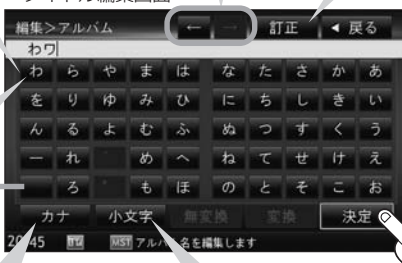 編集>アルバム ← → 訂正 ◀ 戻る
わワ
わ ら や ま は な た さ か あ
を り ゆ み ひ に ち し き い
ん る よ む ふ ぬ つ す く う
ー れ め へ ね て せ け え
ろ も ほ の と そ こ お
カナ 小文字 無変換 変換 決定
MST アルバム名を編集します